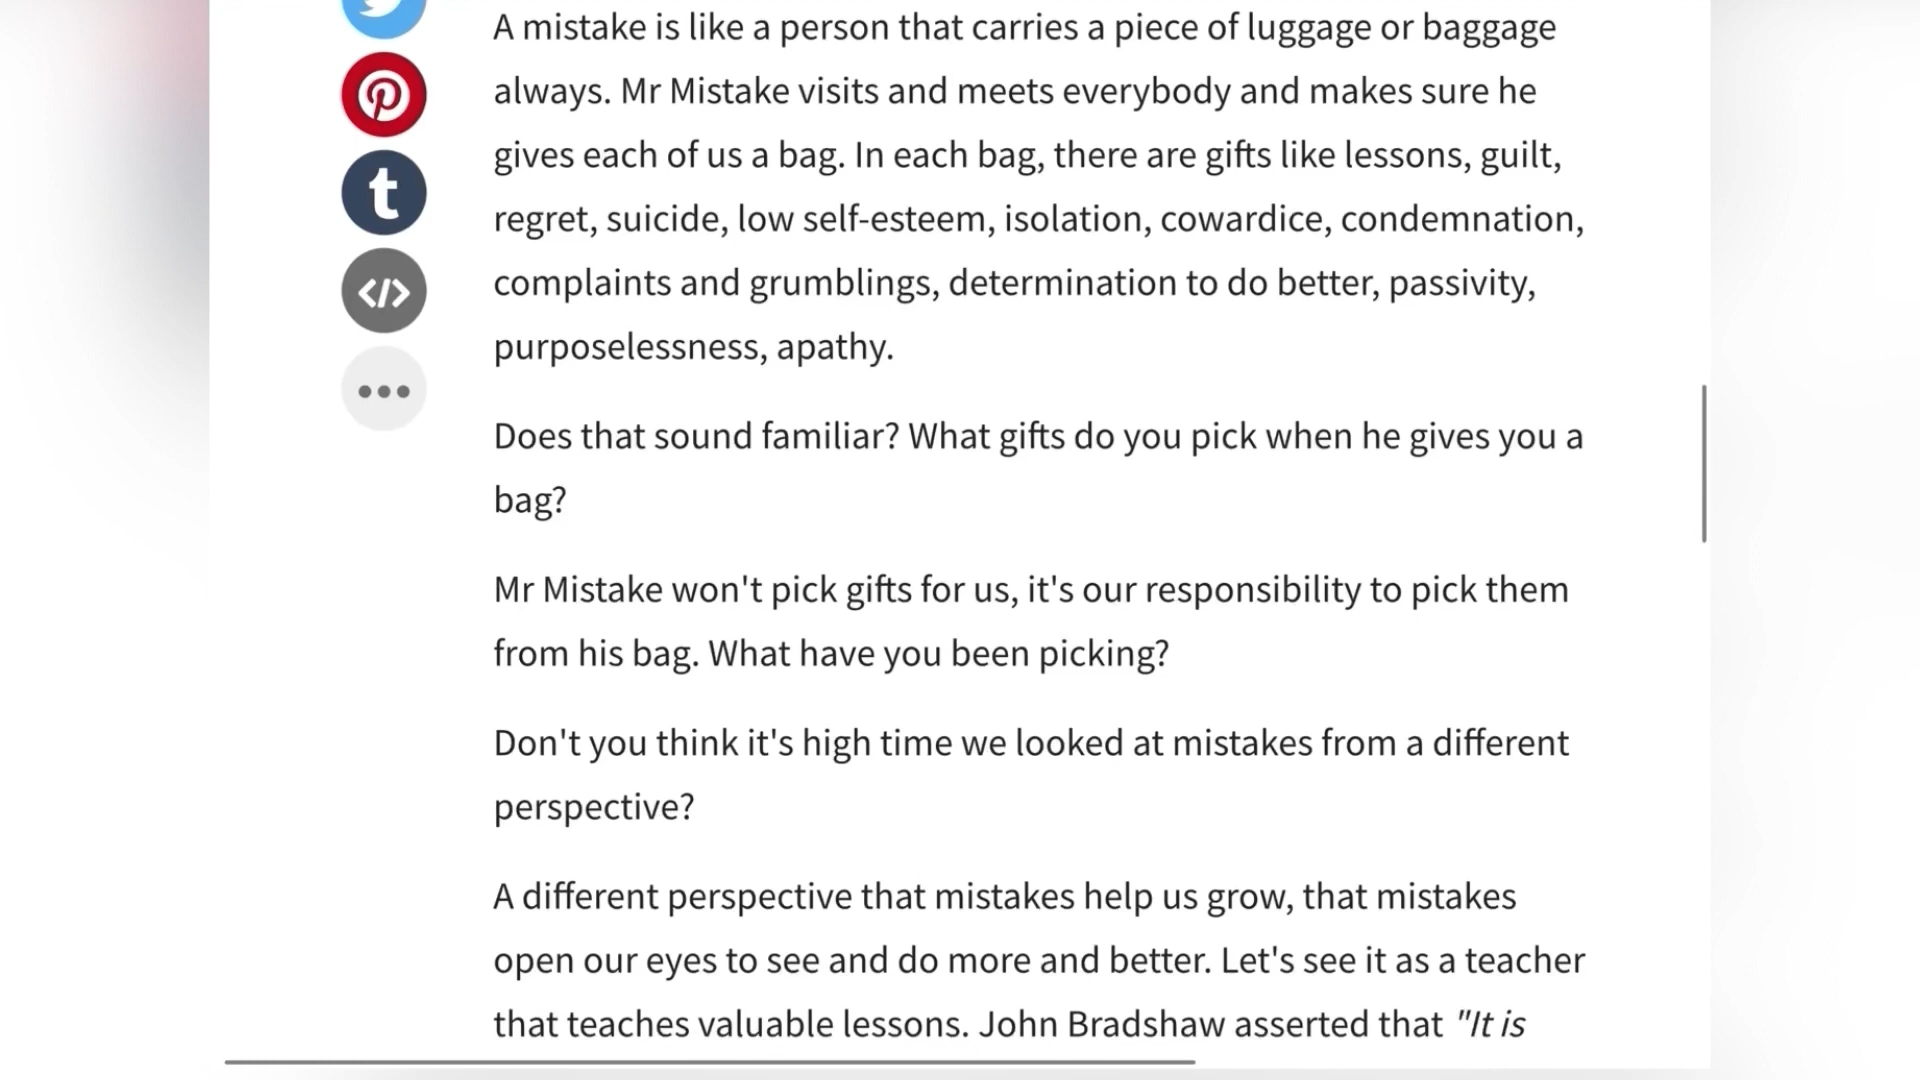 A mistake is like a person that carries a piece of luggage or baggage
always. Mr Mistake visits and meets everybody and makes sure he
gives each of us a bag. In each bag, there are gifts like lessons, guilt,
regret, suicide, low self-esteem, isolation, cowardice, condemnation,
complaints and grumblings, determination to do better, passivity,
purposelessness, apathy.
Does that sound familiar? What gifts do you pick when he gives you a
bag?
Mr Mistake won't pick gifts for us, it's our responsibility to pick them
from his bag. What have you been picking?
Don't you think it's high time we looked at mistakes from a different
perspective?
A different perspective that mistakes help us grow, that mistakes
open our eyes to see and do more and better. Let's see it as a teacher
that teaches valuable lessons. John Bradshaw asserted that "It is